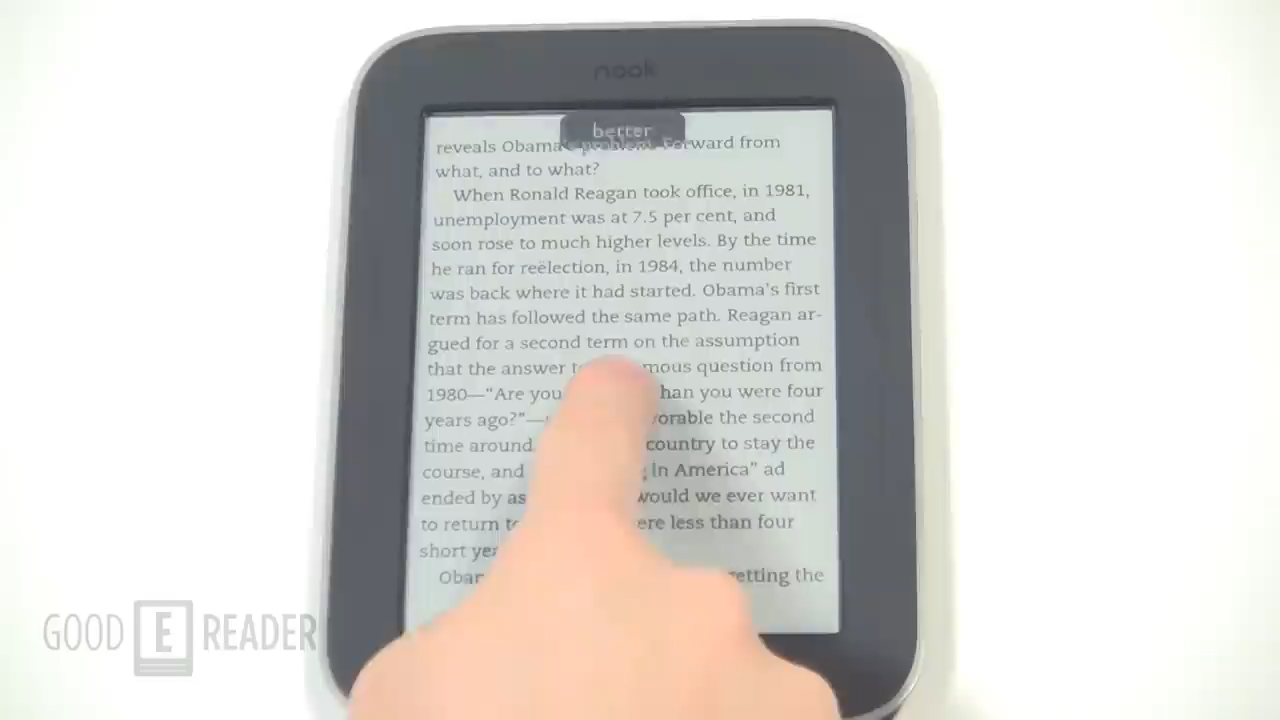 nook
better
reveals Obama's problem. Forward from
what, and to what?
When Ronald Reagan took office, in 1981,
unemployment was at 7.5 per cent, and
soon rose to much higher levels. By the time
he ran for reëlection, in 1984, the number
was back where it had started. Obama's first
term has followed the same path. Reagan ar-
gued for a second term on the assumption
that the answer mous question from
1980—"Are you han you were four
years ago?"— vorable the second
time around. country to stay the
course, and in America" ad
ended by as would we ever want
to return ere less than four
short
Obam getting the
GOOD E READER